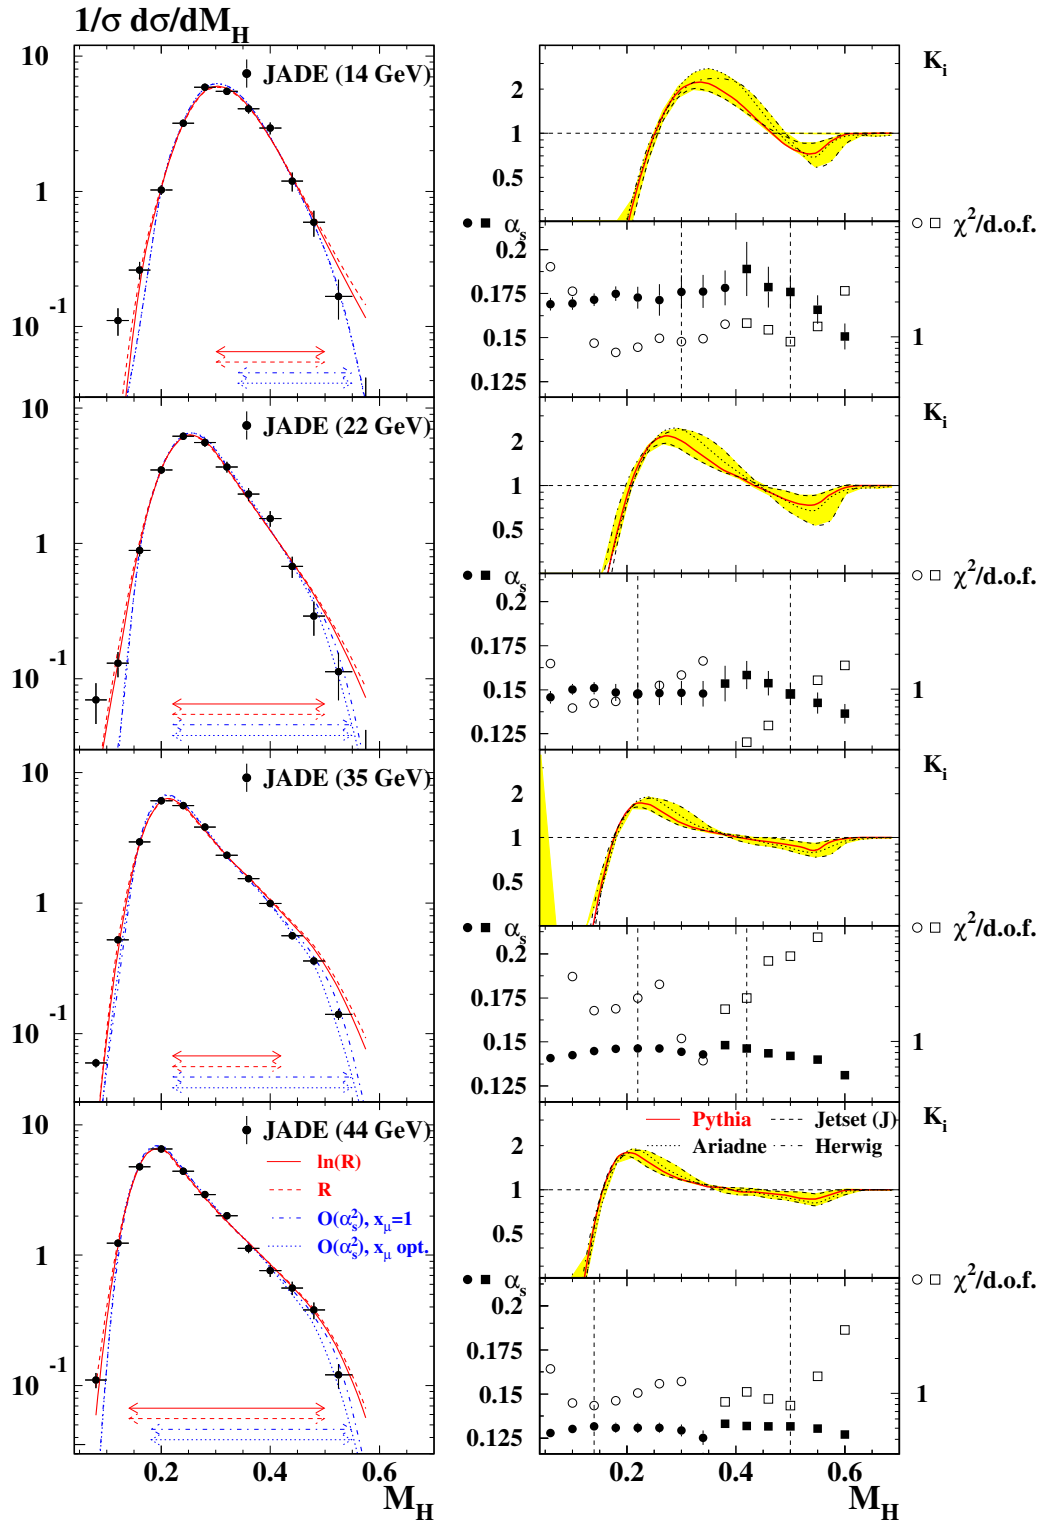 1/σ dσ/dM_H
10
1
10^-1
JADE (14 GeV)
K_i
2
1
0.5
● ■ α_s
○ □ χ²/d.o.f.
0.2
0.175
0.15
0.125
1
10
1
10^-1
JADE (22 GeV)
K_i
2
1
0.5
● ■ α_s
○ □ χ²/d.o.f.
0.2
0.175
0.15
0.125
1
10
1
10^-1
JADE (35 GeV)
K_i
2
1
0.5
● ■ α_s
○ □ χ²/d.o.f.
0.2
0.175
0.15
0.125
1
10
1
10^-1
JADE (44 GeV)
ln(R)
R
O(α_s²), x_μ=1
O(α_s²), x_μ opt.
Pythia
Jetset (J)
Ariadne
Herwig
K_i
2
1
0.5
● ■ α_s
○ □ χ²/d.o.f.
0.2
0.175
0.15
0.125
1
0.2 0.4 0.6
M_H
0.2 0.4 0.6
M_H